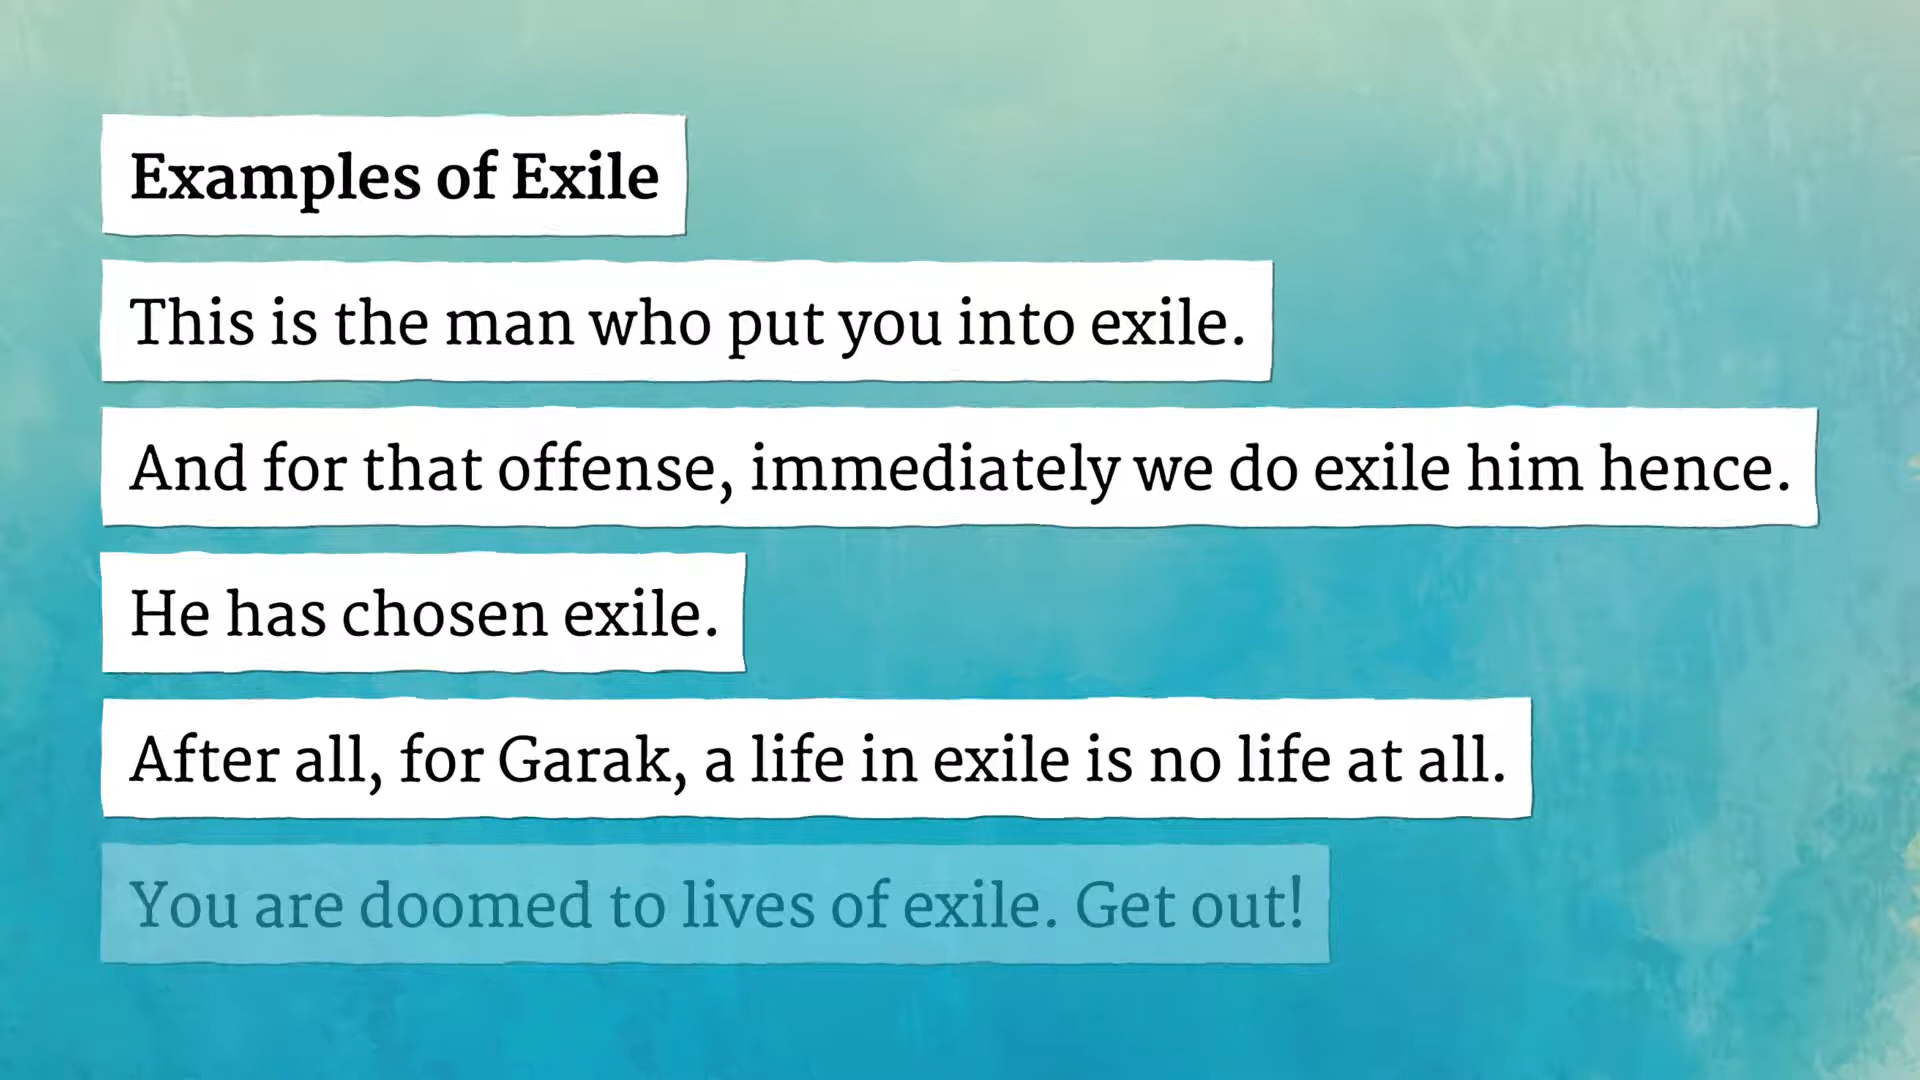 Examples of Exile
This is the man who put you into exile.
And for that offense, immediately we do exile him hence.
He has chosen exile.
After all, for Garak, a life in exile is no life at all.
You are doomed to lives of exile. Get out!